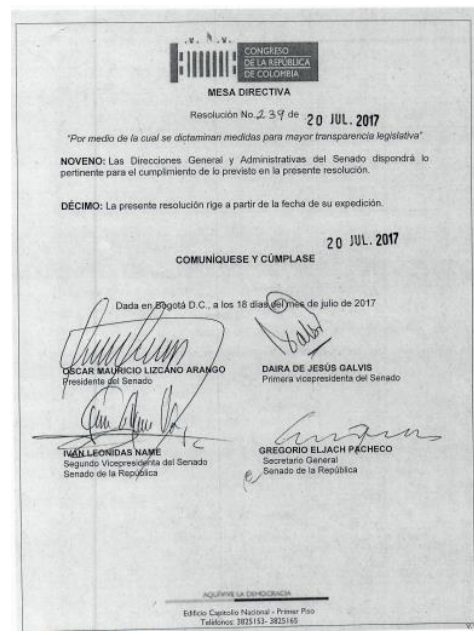 CONGRESO
DE LA REPÚBLICA
DE COLOMBIA
MESA DIRECTIVA
Resolución No. 239 de 20 JUL. 2017
"Por medio de la cual se dictaminan medidas para mayor transparencia legislativa"
NOVENO: Las Direcciones General y Administrativas del Senado dispondrá lo
pertinente para el cumplimiento de lo previsto en la presente resolución.
DÉCIMO: La presente resolución rige a partir de la fecha de su expedición.
20 JUL. 2017
COMUNÍQUESE Y CÚMPLASE
Dada en Bogotá D.C., a los 18 días del mes de julio de 2017
OSCAR MAURICIO LIZCANO ARANGO
Presidente del Senado
DAIRA DE JESÚS GALVIS
Primera vicepresidenta del Senado
IVÁN LEONIDAS NAME
Segundo Vicepresidenta del Senado
Senado de la República
GREGORIO ELJACH PACHECO
Secretario General
Senado de la República
AQUÍ VIVE LA DEMOCRACIA
Edificio Capitolio Nacional - Primer Piso
Teléfonos: 3825153- 3825165